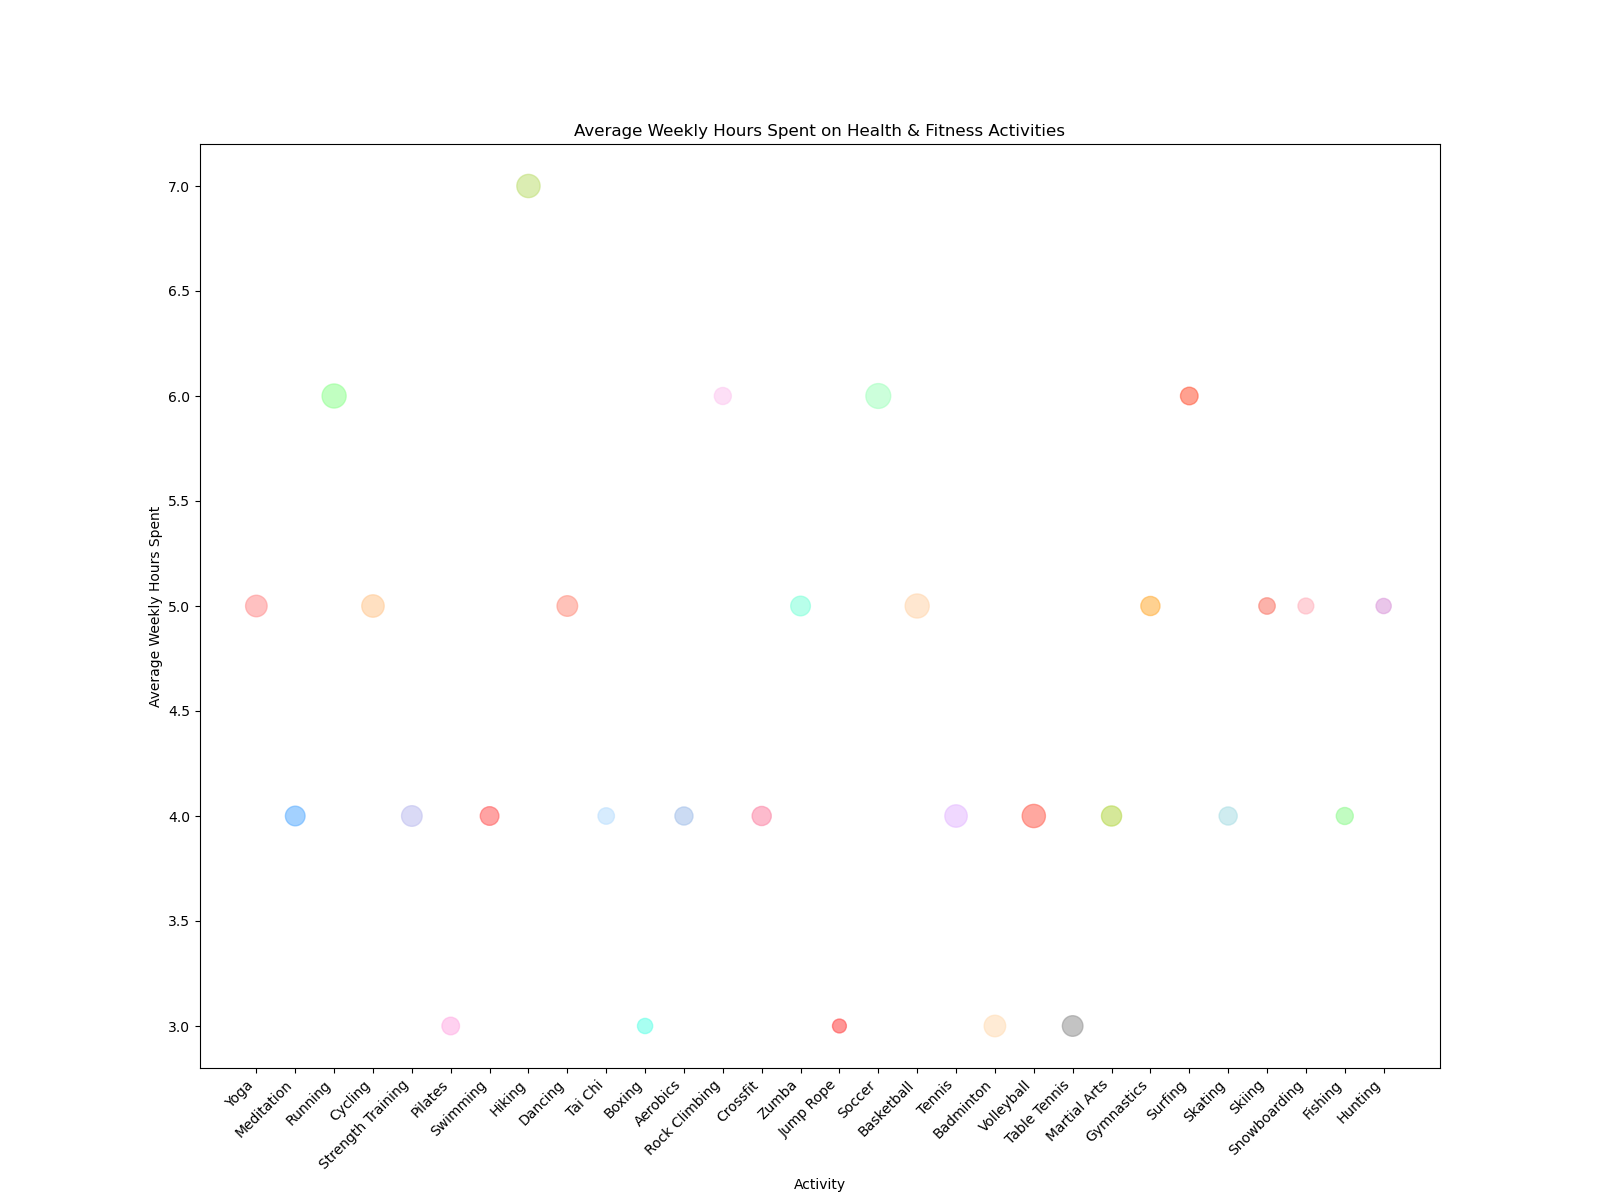 Average Weekly Hours Spent on Health & Fitness Activities
7.0
6.5
6.0
5.5
5.0
4.5
4.0
3.5
3.0
Average Weekly Hours Spent
Yoga
Meditation
Running
Cycling
Strength Training
Pilates
Swimming
Hiking
Dancing
Tai Chi
Boxing
Aerobics
Rock Climbing
Crossfit
Zumba
Jump Rope
Soccer
Basketball
Tennis
Badminton
Volleyball
Table Tennis
Martial Arts
Gymnastics
Surfing
Skating
Skiing
Snowboarding
Fishing
Hunting
Activity